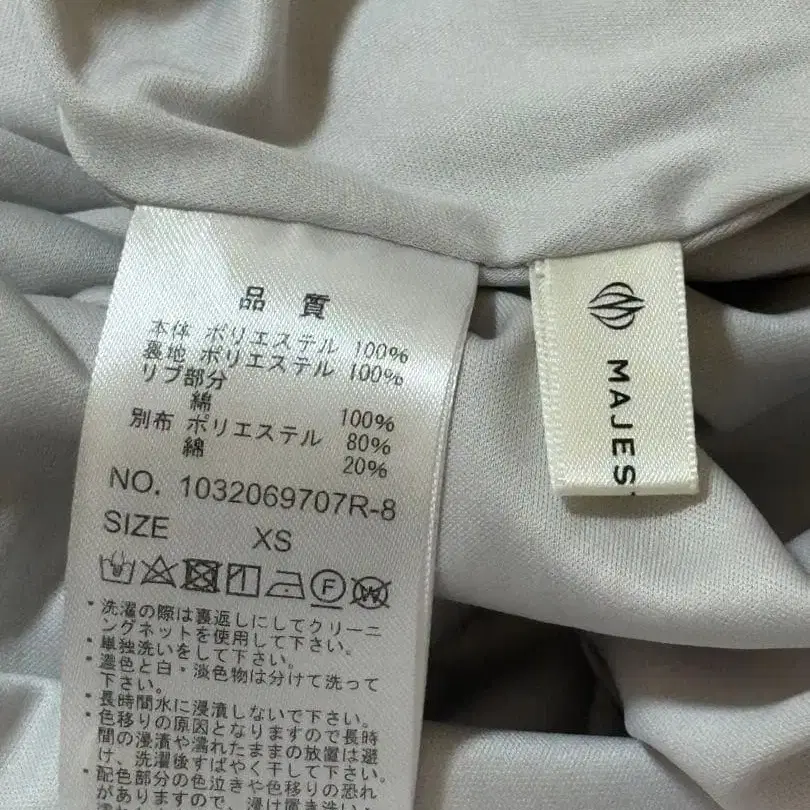 品質
本体 ポリエステル 100%
裏地 ポリエステル 100%
リブ部分
綿 100%
別布 ポリエステル 80%
綿 20%
NO. 1032069707R-8
SIZE XS
F W
・洗濯の際は裏返しにしてクリーニ
ングネットを使用して下さい。
・単独洗いをして下さい。
・濃色と白・淡色物は分けて洗って
下さい。
・長時間水に浸漬しないで下さい。
・色移りの原因となりますので長時
間の浸漬や濡れたままの放置は避
け、洗濯後すばやく干して下さい。
・配色部分の色泣きや色移りの恐れ
がありますので、浸け置き洗い・
MAJES